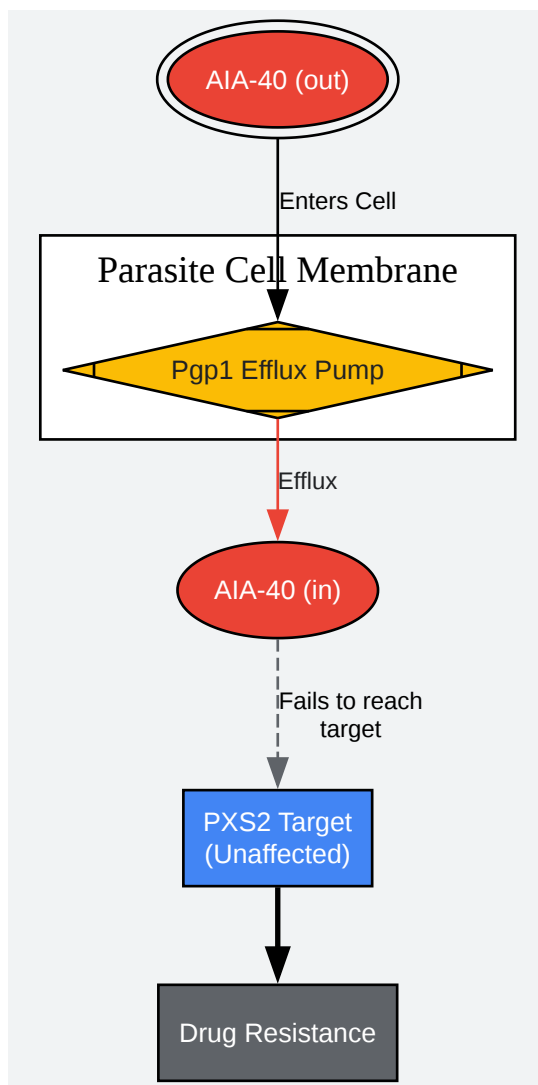 AIA-40 (out)
Enters Cell
Parasite Cell Membrane
Pgp1 Efflux Pump
Efflux
AIA-40 (in)
Fails to reach
target
PXS2 Target
(Unaffected)
Drug Resistance